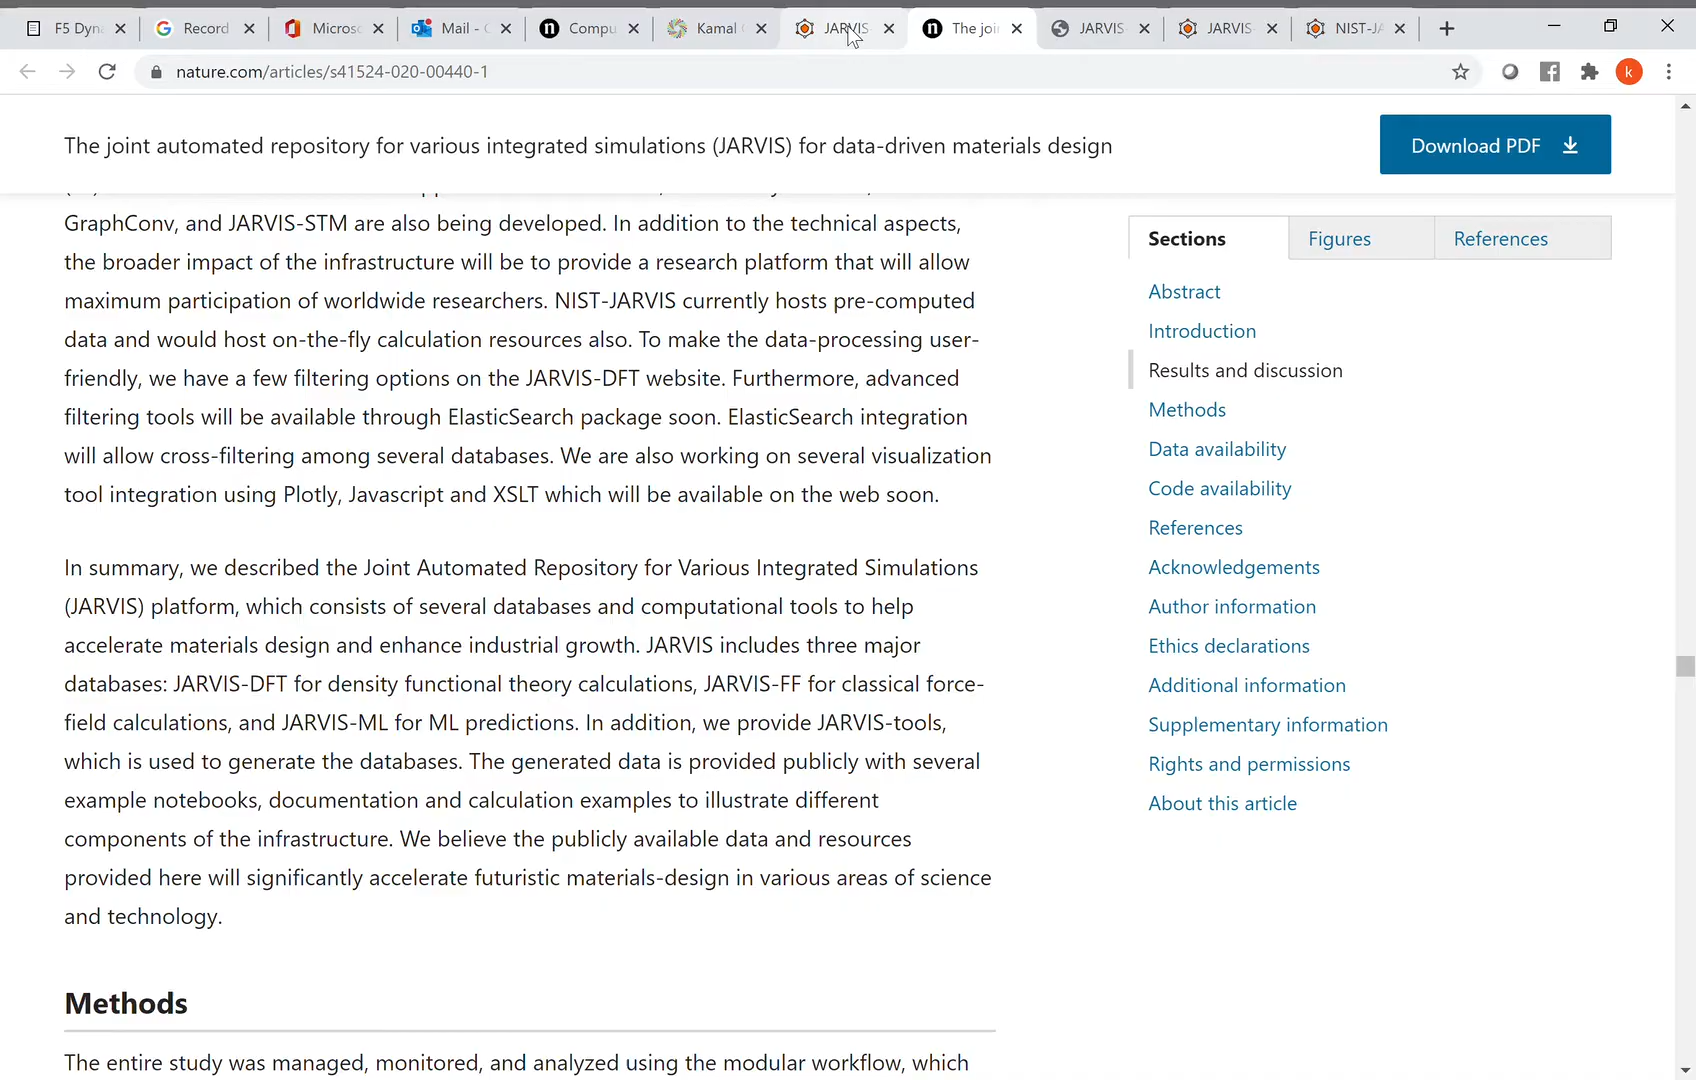 F5 Dyna
Record
Microso
Mail - C
Compu
Kamal
JARVIS
The joi
JARVIS
JARVIS-
NIST-JA
nature.com/articles/s41524-020-00440-1
k
The joint automated repository for various integrated simulations (JARVIS) for data-driven materials design
Download PDF
GraphConv, and JARVIS-STM are also being developed. In addition to the technical aspects,
the broader impact of the infrastructure will be to provide a research platform that will allow
maximum participation of worldwide researchers. NIST-JARVIS currently hosts pre-computed
data and would host on-the-fly calculation resources also. To make the data-processing user-
friendly, we have a few filtering options on the JARVIS-DFT website. Furthermore, advanced
filtering tools will be available through ElasticSearch package soon. ElasticSearch integration
will allow cross-filtering among several databases. We are also working on several visualization
tool integration using Plotly, Javascript and XSLT which will be available on the web soon.
In summary, we described the Joint Automated Repository for Various Integrated Simulations
(JARVIS) platform, which consists of several databases and computational tools to help
accelerate materials design and enhance industrial growth. JARVIS includes three major
databases: JARVIS-DFT for density functional theory calculations, JARVIS-FF for classical force-
field calculations, and JARVIS-ML for ML predictions. In addition, we provide JARVIS-tools,
which is used to generate the databases. The generated data is provided publicly with several
example notebooks, documentation and calculation examples to illustrate different
components of the infrastructure. We believe the publicly available data and resources
provided here will significantly accelerate futuristic materials-design in various areas of science
and technology.
Methods
The entire study was managed, monitored, and analyzed using the modular workflow, which
Sections
Figures
References
Abstract
Introduction
Results and discussion
Methods
Data availability
Code availability
References
Acknowledgements
Author information
Ethics declarations
Additional information
Supplementary information
Rights and permissions
About this article